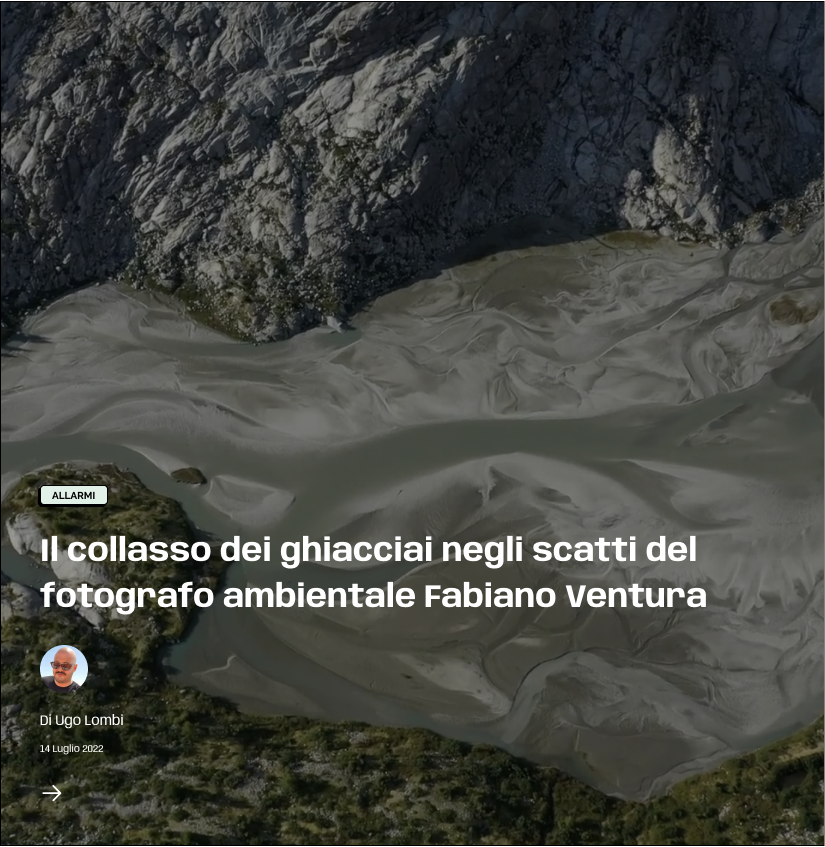 ALLARMI
Il collasso dei ghiacciai negli scatti del
fotografo ambientale Fabiano Ventura
Di Ugo Lombi
14 Luglio 2022